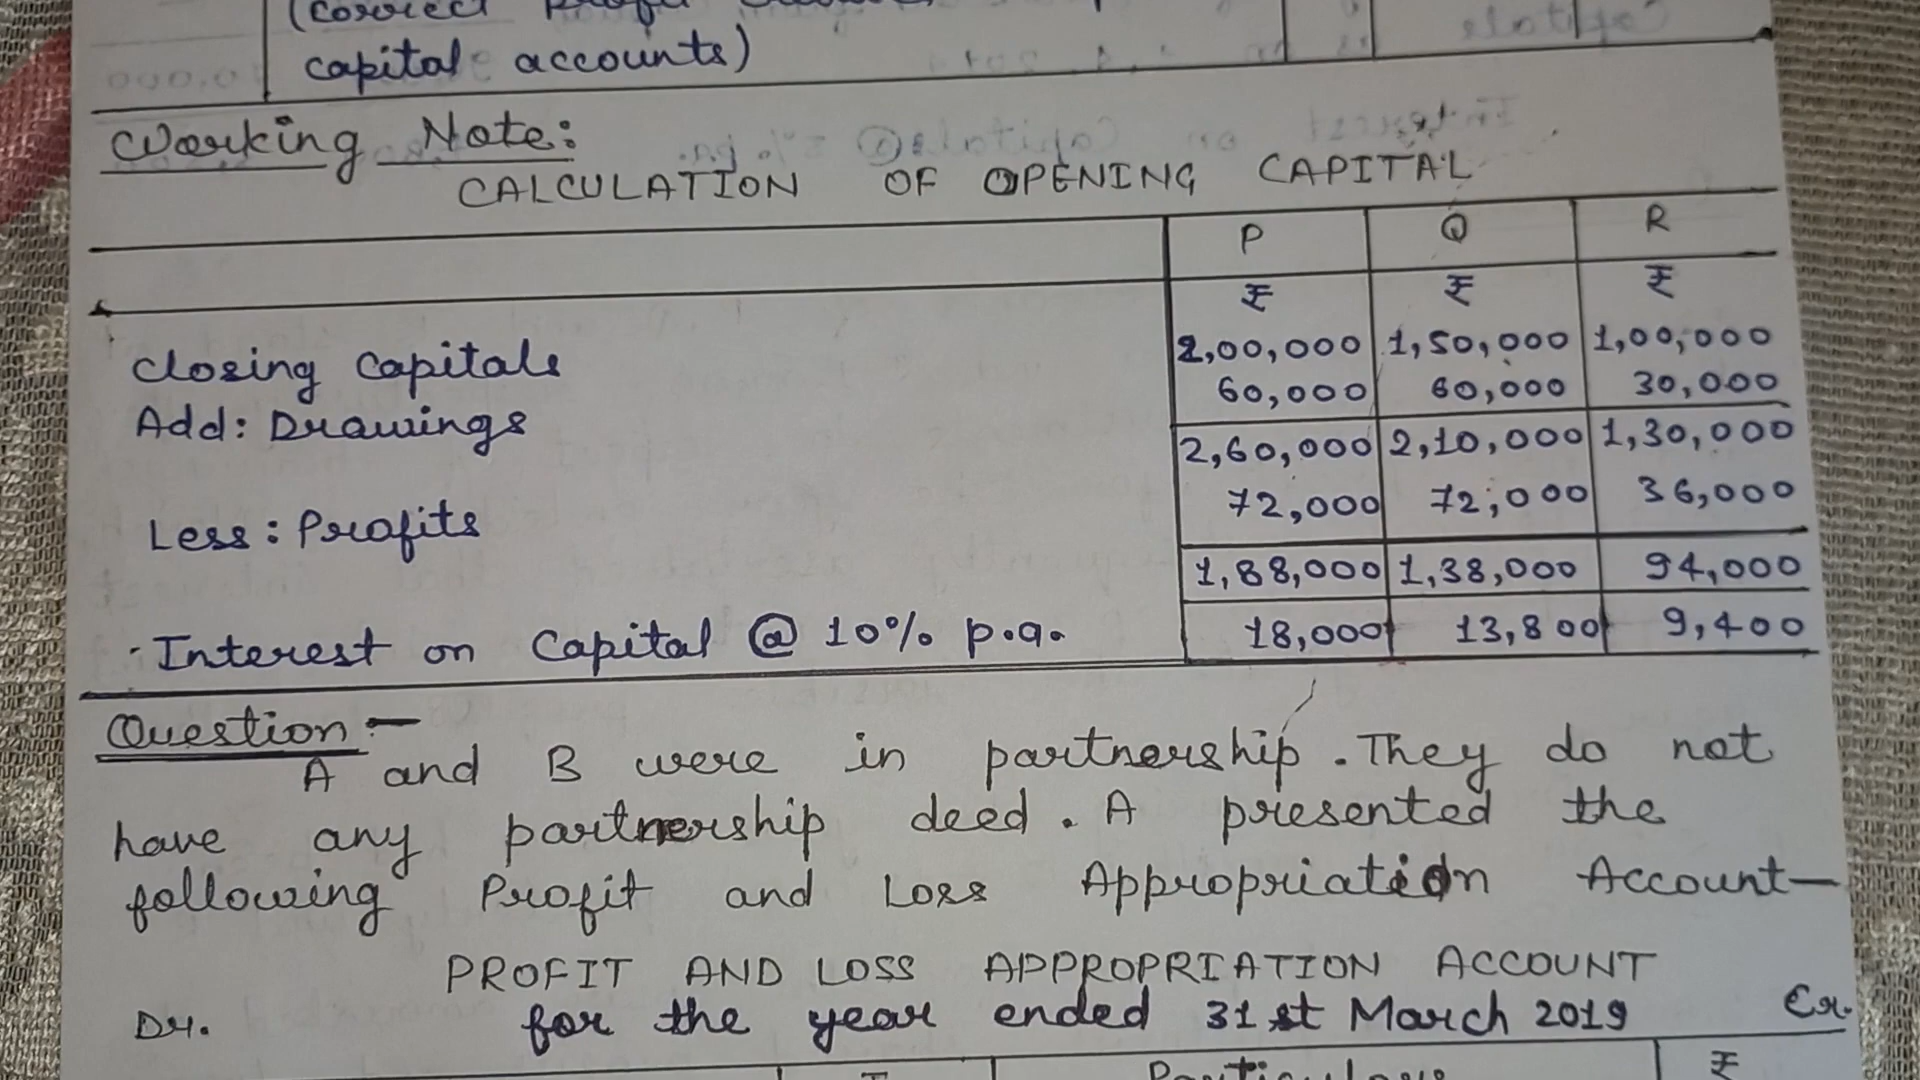 capital accounts)
Working Note:
CALCULATION OF OPENING CAPITAL
P Q R
₹ ₹ ₹
Closing Capitals 2,00,000 1,50,000 1,00,000
Add: Drawings 60,000 60,000 30,000
2,60,000 2,10,000 1,30,000
Less: Profits 72,000 72,000 36,000
1,88,000 1,38,000 94,000
Interest on Capital @ 10% p.a. 18,000 13,800 9,400
Question:-
A and B were in partnership. They do not
have any partnership deed. A presented the
following Profit and Loss Appropriation Account-
PROFIT AND LOSS APPROPRIATION ACCOUNT
Dr. for the year ended 31st March 2019 Cr.
Particulars ₹